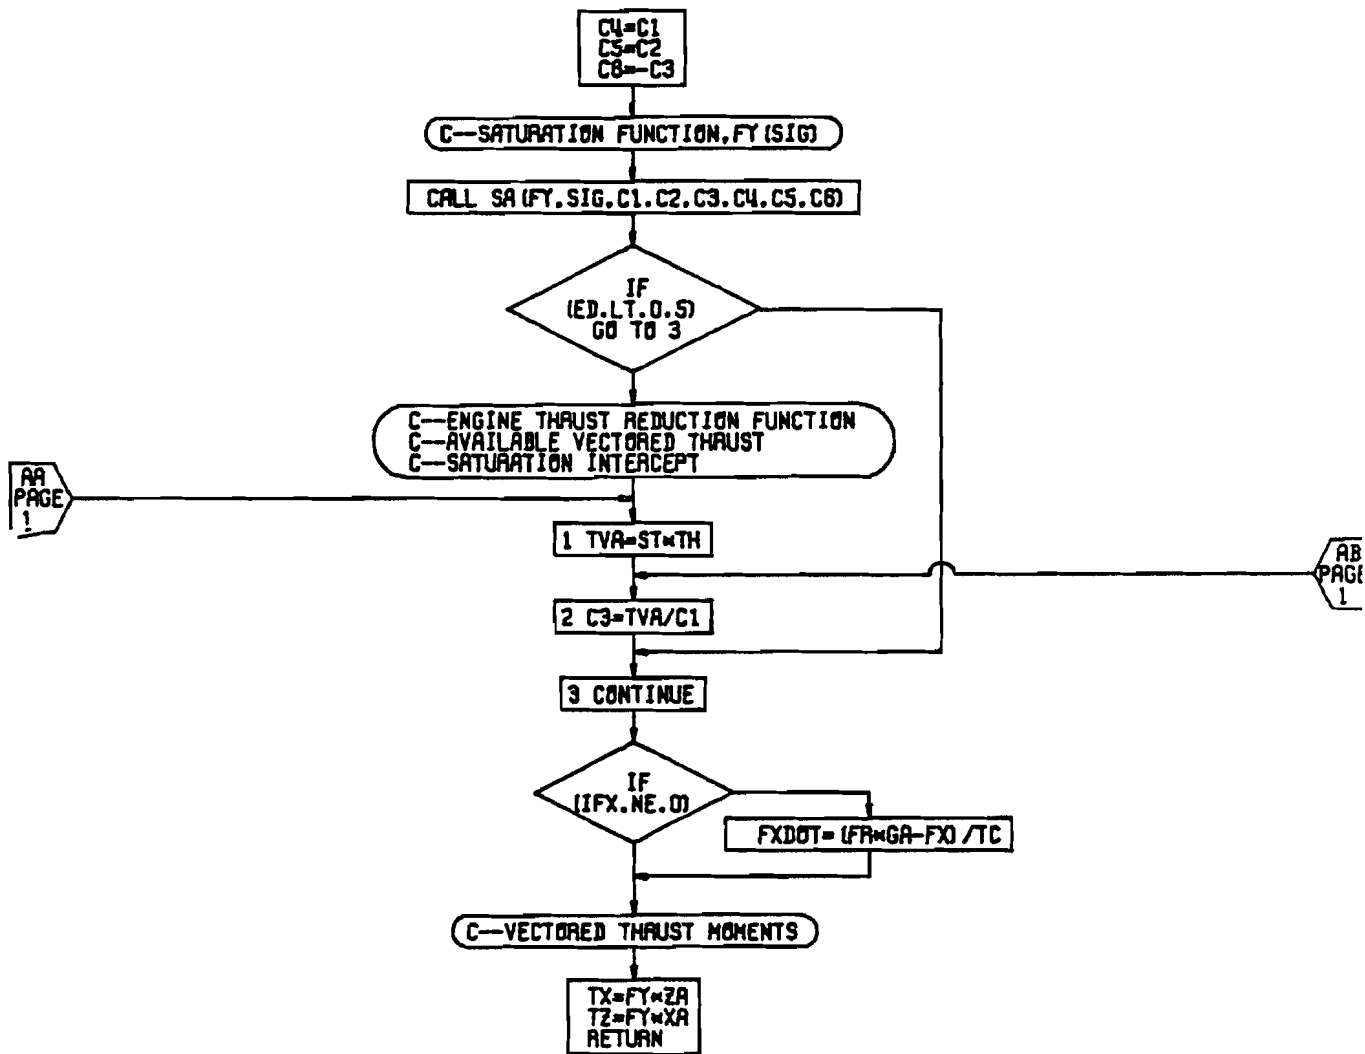 C4=C1
C5=C2
C6=-C3
C--SATURATION FUNCTION,FY(SIG)
CALL SA(FY,SIG,C1,C2,C3,C4,C5,C6)
IF
(ED.LT.0.5)
GO TO 3
C--ENGINE THRUST REDUCTION FUNCTION
C--AVAILABLE VECTORED THRUST
C--SATURATION INTERCEPT
AA
PAGE
1
1 TVA=ST*TH
AB
PAGE
1
2 C3=TVA/C1
3 CONTINUE
IF
(IFX.NE.0)
FXDOT=(FR*GA-FX)/TC
C--VECTORED THRUST MOMENTS
TX=FY*ZA
TZ=FY*XA
RETURN